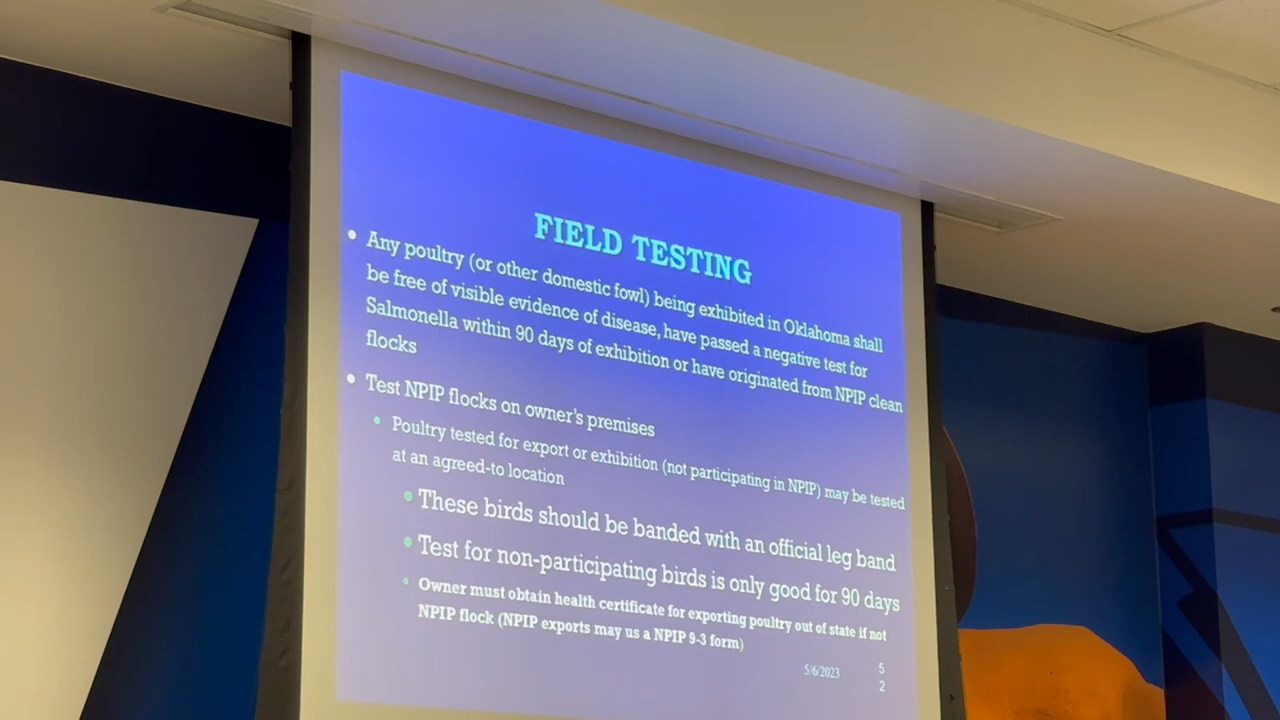 FIELD TESTING
• Any poultry (or other domestic fowl) being exhibited in Oklahoma shall
be free of visible evidence of disease, have passed a negative test for
Salmonella within 90 days of exhibition or have originated from NPIP clean
flocks
• Test NPIP flocks on owner's premises
• Poultry tested for export or exhibition (not participating in NPIP) may be tested
at an agreed-to location
• These birds should be banded with an official leg band
• Test for non-participating birds is only good for 90 days
• Owner must obtain health certificate for exporting poultry out of state if not
NPIP flock (NPIP exports may us a NPIP 9-3 form)
5/6/2023
5
2